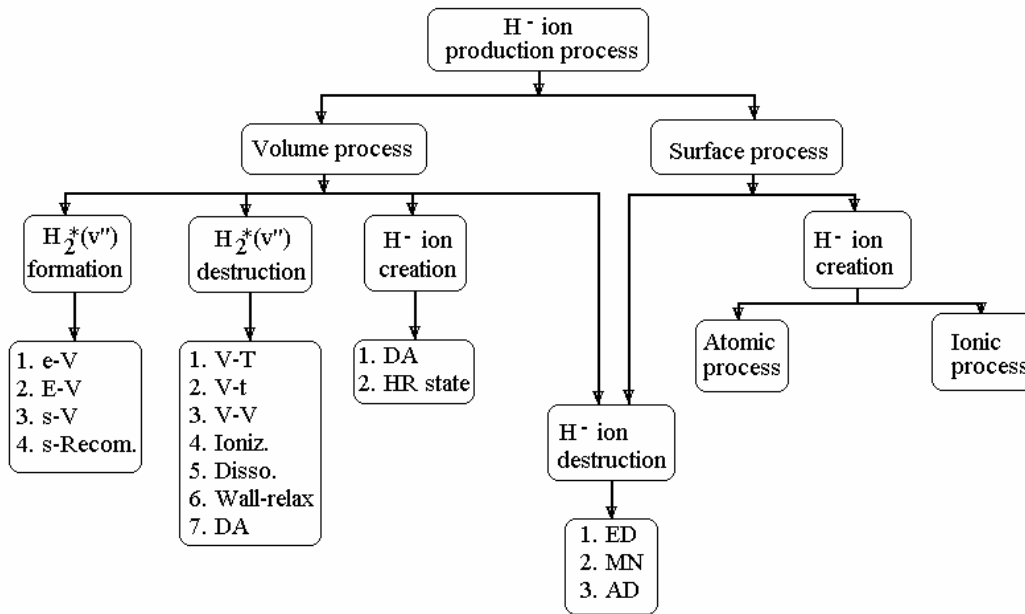 H⁻ ion
production process
Volume process
Surface process
H₂*(v'')
formation
H₂*(v'')
destruction
H⁻ ion
creation
H⁻ ion
creation
1. e-V
2. E-V
3. s-V
4. s-Recom.
1. V-T
2. V-t
3. V-V
4. Ioniz.
5. Disso.
6. Wall-relax
7. DA
1. DA
2. HR state
Atomic
process
Ionic
process
H⁻ ion
destruction
1. ED
2. MN
3. AD